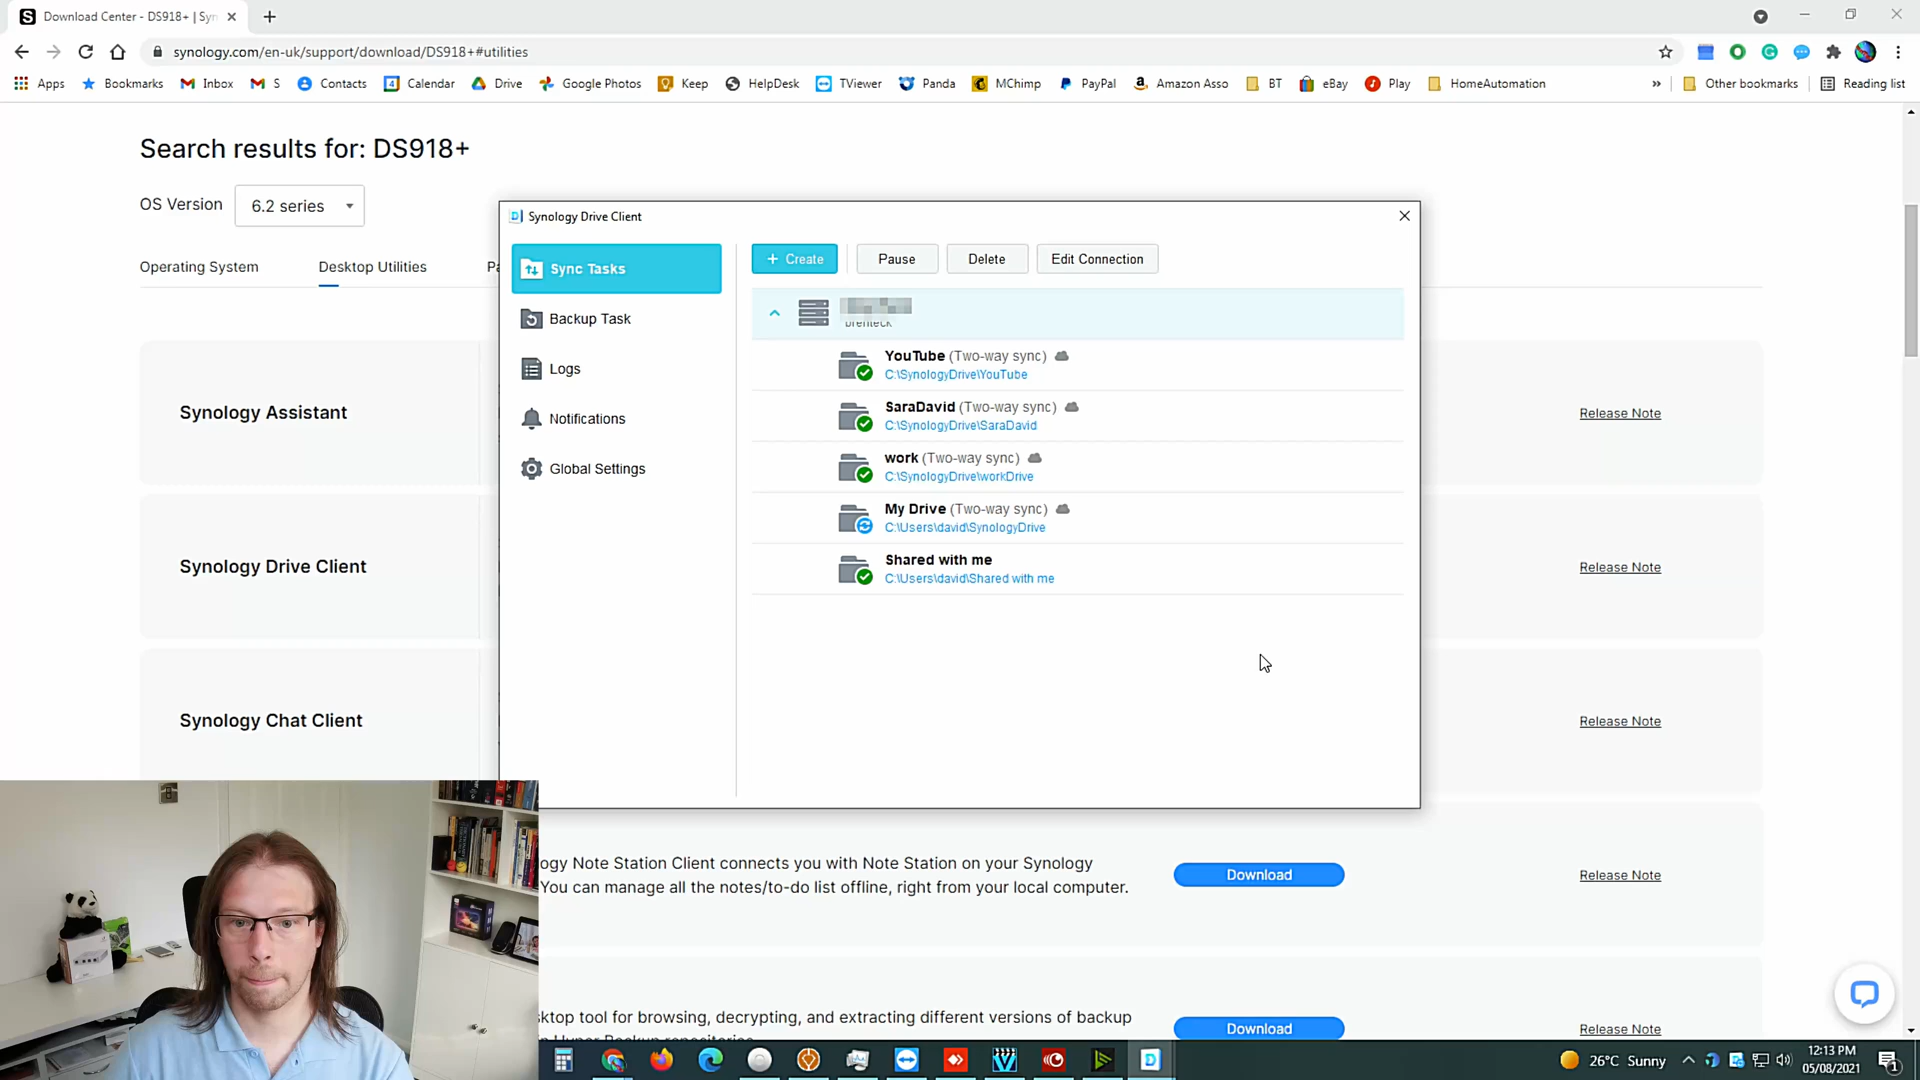 Download Center - DS918+ | Syn
synology.com/en-uk/support/download/DS918+#utilities
Apps
Bookmarks
Inbox
S
Contacts
4
Calendar
Drive
Google Photos
Keep
HelpDesk
TViewer
Panda
MChimp
PayPal
Amazon Asso
BT
eBay
Play
HomeAutomation
»
Other bookmarks
Reading list
Search results for: DS918+
OS Version
6.2 series
Operating System
Desktop Utilities
Pa
Synology Assistant
Release Note
Synology Drive Client
Release Note
Synology Chat Client
Release Note
Synology Drive Client
Sync Tasks
Backup Task
Logs
Notifications
Global Settings
+ Create
Pause
Delete
Edit Connection
YouTube (Two-way sync)
C:\SynologyDrive\YouTube
SaraDavid (Two-way sync)
C:\SynologyDrive\SaraDavid
work (Two-way sync)
C:\SynologyDrive\workDrive
My Drive (Two-way sync)
C:\Users\david\SynologyDrive
Shared with me
C:\Users\david\Shared with me
ogy Note Station Client connects you with Note Station on your Synology
You can manage all the notes/to-do list offline, right from your local computer.
Download
Release Note
sktop tool for browsing, decrypting, and extracting different versions of backup
Download
Release Note
26°C Sunny
12:13 PM
05/08/2021
1